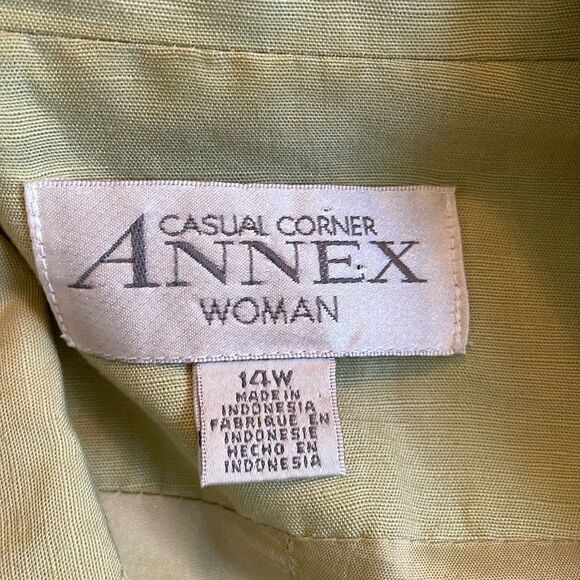 CASUAL CORNER
ANNEX
WOMAN
14W
MADE IN
INDONESIA
FABRIQUE EN
INDONESIE
HECHO EN
INDONESIA